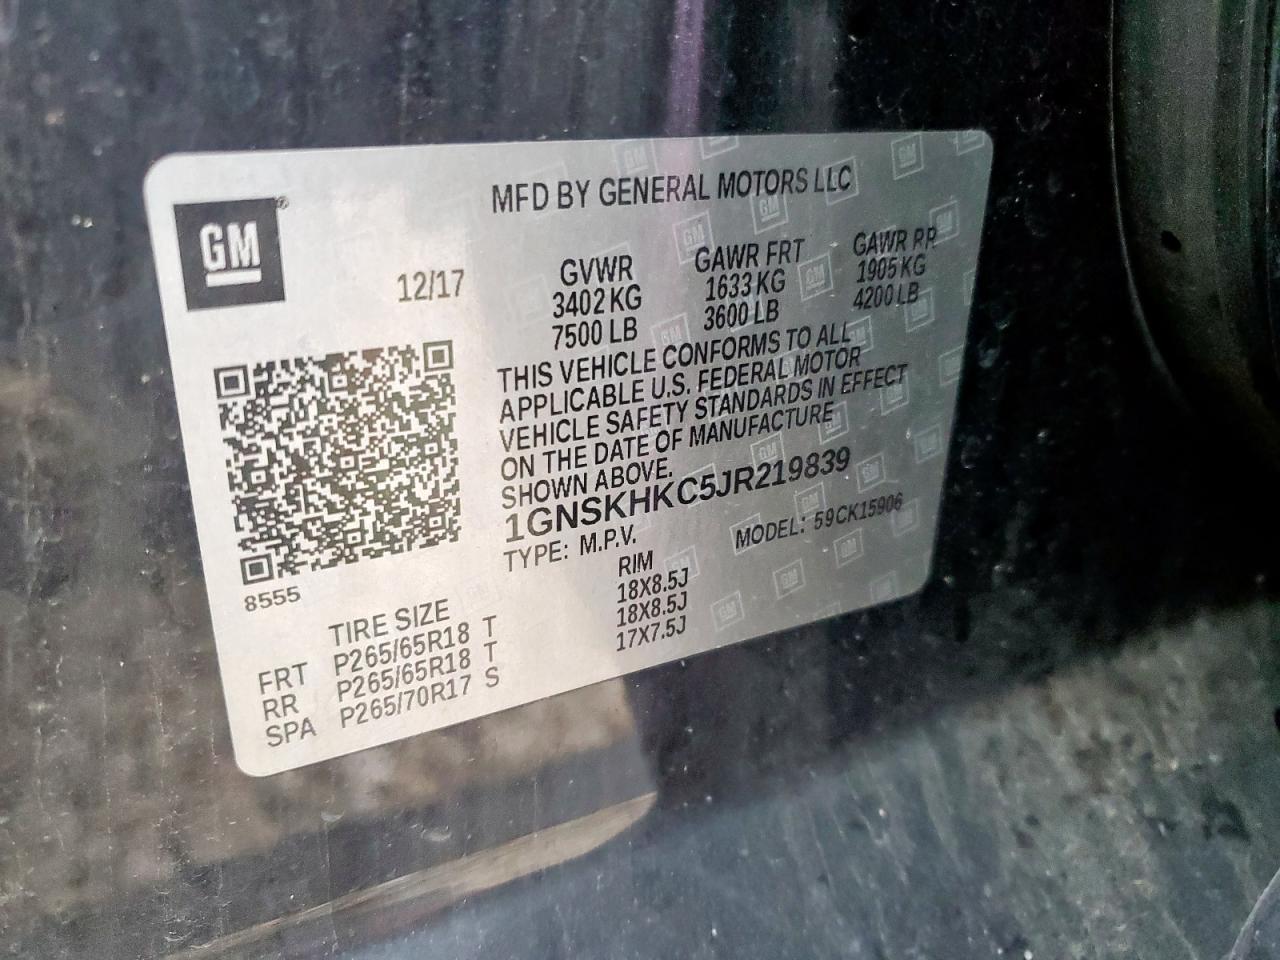 GM
MFD BY GENERAL MOTORS LLC
12/17
GVWR GAWR FRT GAWR RR
3402 KG 1633 KG 1905 KG
7500 LB 3600 LB 4200 LB
THIS VEHICLE CONFORMS TO ALL
APPLICABLE U.S. FEDERAL MOTOR
VEHICLE SAFETY STANDARDS IN EFFECT
ON THE DATE OF MANUFACTURE
SHOWN ABOVE.
1GNSKHKC5JR219839
TYPE: M.P.V. MODEL: 59CK15906
8555
TIRE SIZE RIM
FRT P265/65R18 T 18X8.5J
RR P265/65R18 T 18X8.5J
SPA P265/70R17 S 17X7.5J